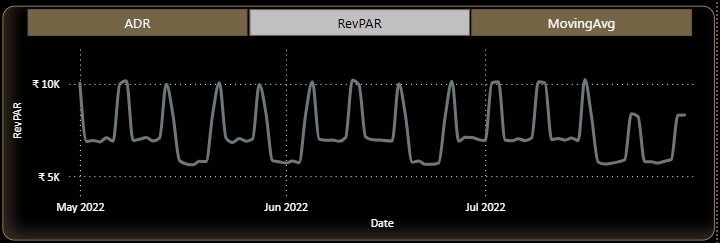 ADR
RevPAR
MovingAvg
₹ 10K
RevPAR
₹ 5K
May 2022
Jun 2022
Jul 2022
Date